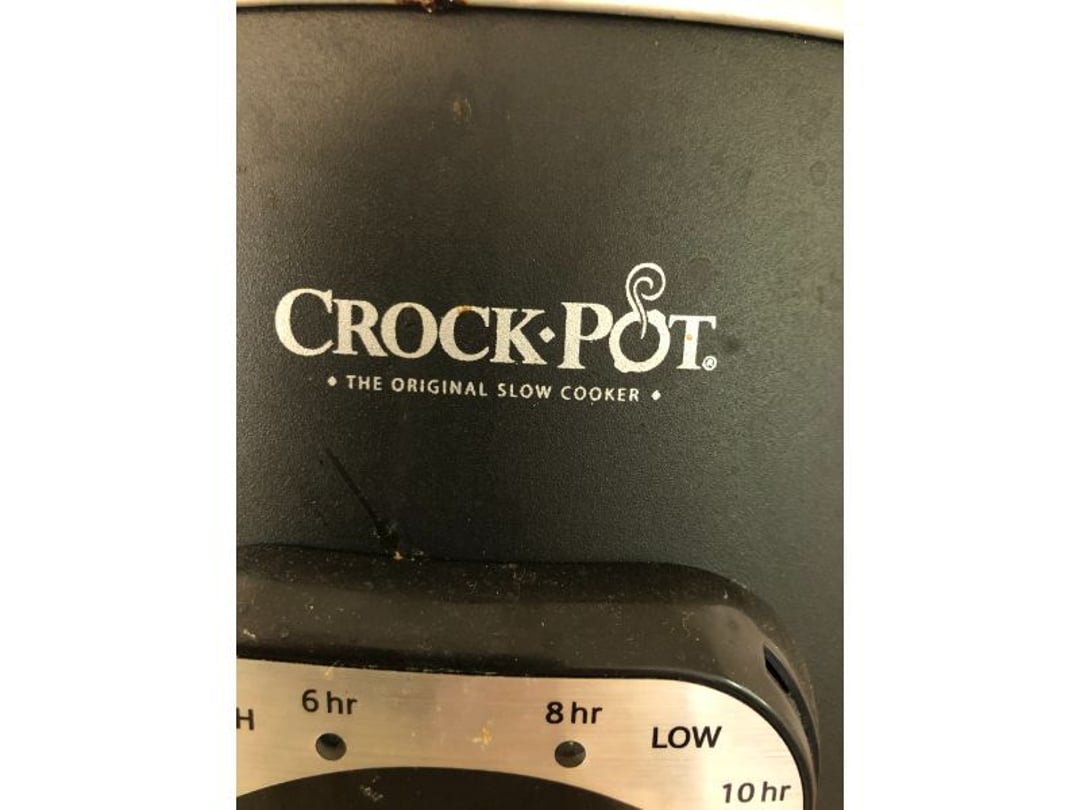 CROCK·POT®
• THE ORIGINAL SLOW COOKER •
6 hr
8 hr
LOW
10 hr